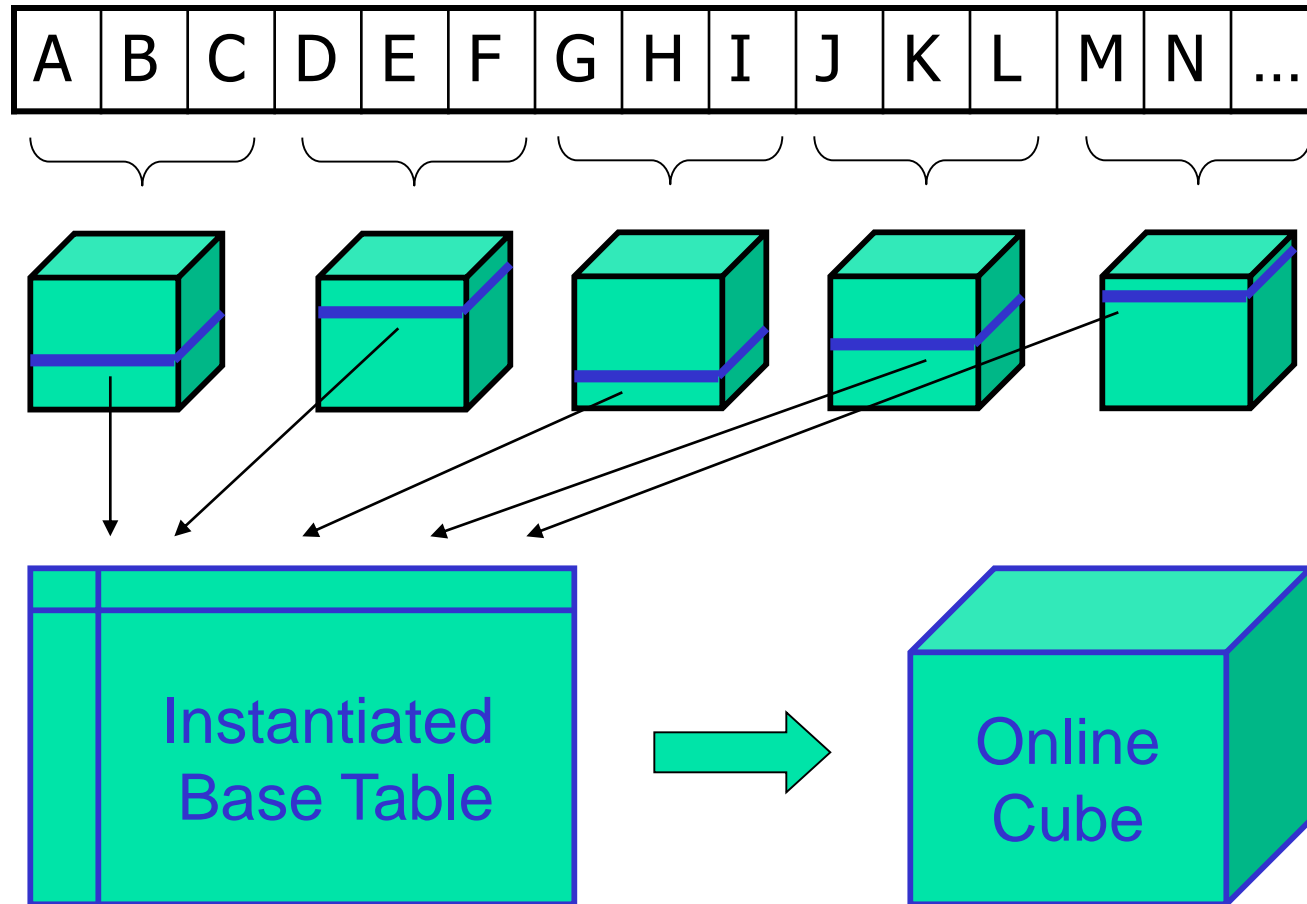 A B C D E F G H I J K L M N ...
Instantiated
Base Table
Online
Cube